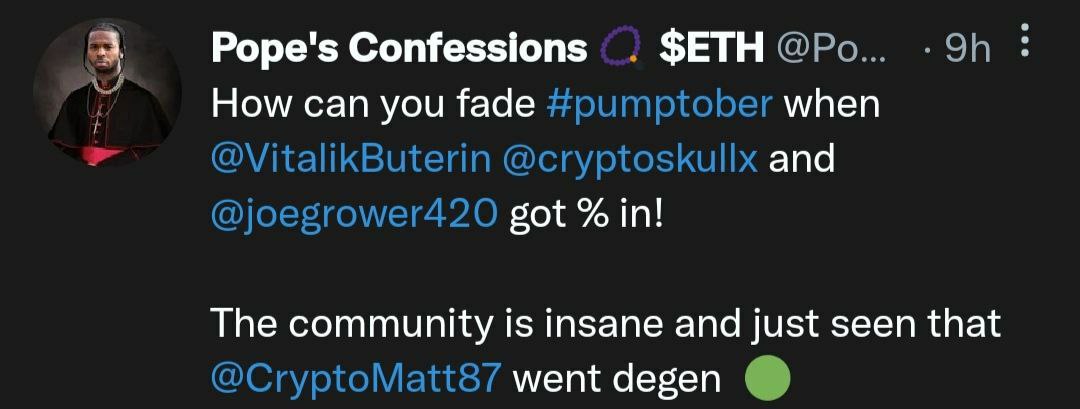 Pope's Confessions 📿 $ETH @Po... · 9h
How can you fade #pumptober when
@VitalikButerin @cryptoskullx and
@joegrower420 got % in!
The community is insane and just seen that
@CryptoMatt87 went degen 🟢